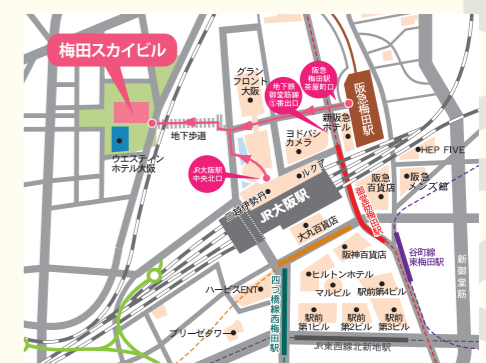 梅田スカイビル
グラン
フロント
大阪
阪急
梅田駅
茶屋町口
地下鉄
御堂筋線
⑤番出口
阪急梅田駅
新阪急
ホテル
ヨドバシ
カメラ
地下歩道
ウエスティン
ホテル大阪
JR大阪駅
中央北口
HEP FIVE
ルクア
三越伊勢丹
JR大阪駅
阪急
百貨店
阪急
メンズ館
御堂筋梅田駅
大丸百貨店
阪神百貨店
谷町線
東梅田駅
新御堂筋
ヒルトンホテル
マルビル
駅前第4ビル
ハービスENT
四つ橋線西梅田駅
駅前
第1ビル
駅前
第2ビル
駅前
第3ビル
ブリーゼタワー
JR東西線北新地駅